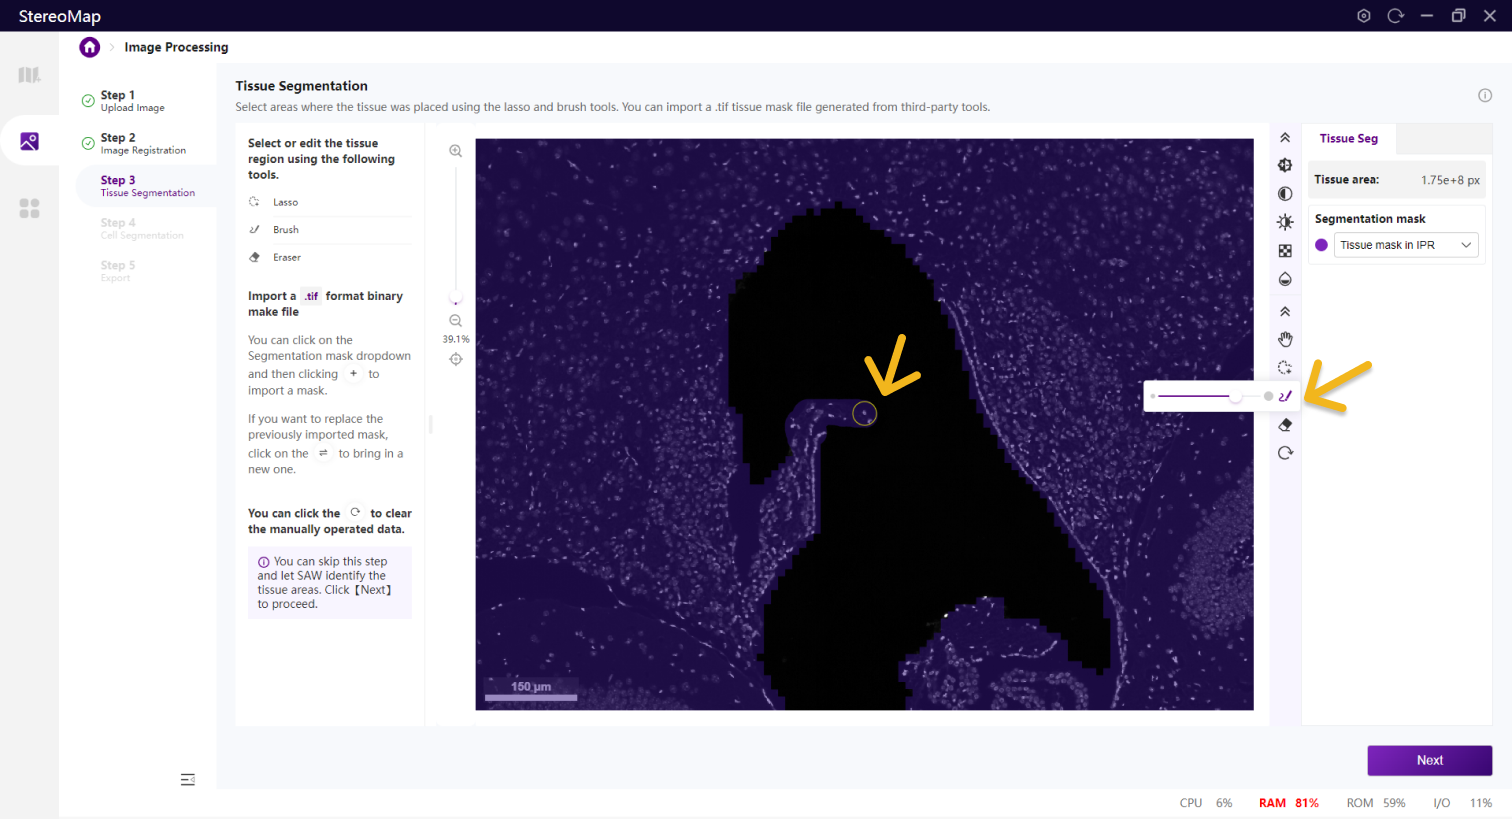 StereoMap
Image Processing
Step 1
Upload Image
Step 2
Image Registration
Step 3
Tissue Segmentation
Step 4
Cell Segmentation
Step 5
Export
Tissue Segmentation
Select areas where the tissue was placed using the lasso and brush tools. You can import a .tif tissue mask file generated from third-party tools.
Select or edit the tissue
region using the following
tools.
Lasso
Brush
Eraser
Import a .tif format binary
make file
You can click on the
Segmentation mask dropdown
and then clicking + to
import a mask.
If you want to replace the
previously imported mask,
click on the ⇌ to bring in a
new one.
You can click the to clear
the manually operated data.
You can skip this step
and let SAW identify the
tissue areas. Click【Next】
to proceed.
39.1%
150 μm
Tissue Seg
Tissue area: 1.75e+8 px
Segmentation mask
Tissue mask in IPR
Next
CPU 6% RAM 81% ROM 59% I/O 11%